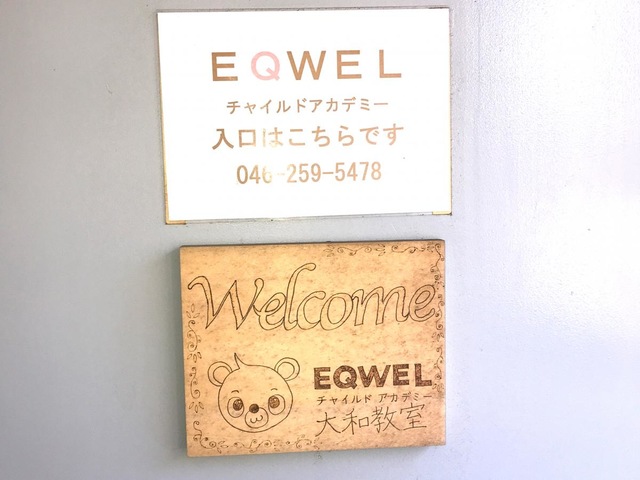 EQWEL
チャイルドアカデミー
入口はこちらです
046-259-5478
Welcome
EQWEL
チャイルド アカデミー
大和教室